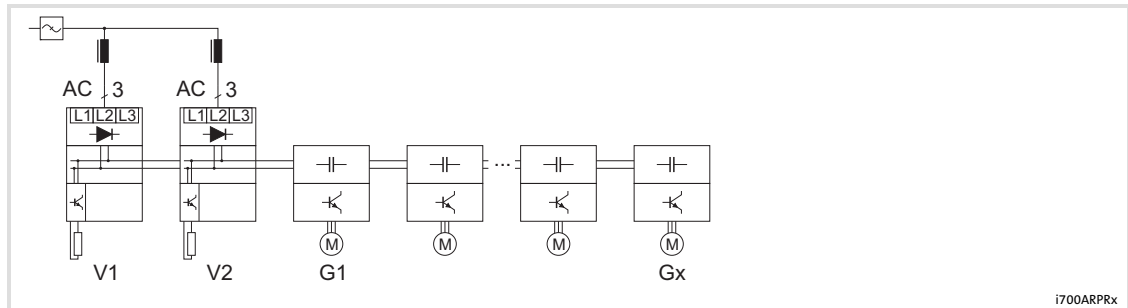 AC 3 AC 3
L1 L2 L3 L1 L2 L3
...
M M M M
V1 V2 G1 Gx
i700ARPRx